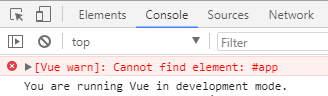 Elements Console Sources Network
top Filter
[Vue warn]: Cannot find element: #app
You are running Vue in development mode.